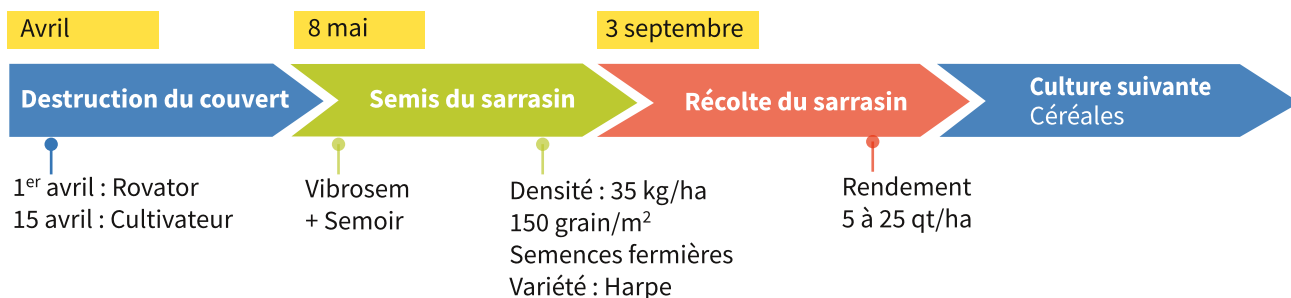 Avril
8 mai
3 septembre
Destruction du couvert
Semis du sarrasin
Récolte du sarrasin
Culture suivante
Céréales
1er avril : Rovator
15 avril : Cultivateur
Vibrosem
+ Semoir
Densité : 35 kg/ha
150 grain/m2
Semences fermières
Variété : Harpe
Rendement
5 à 25 qt/ha